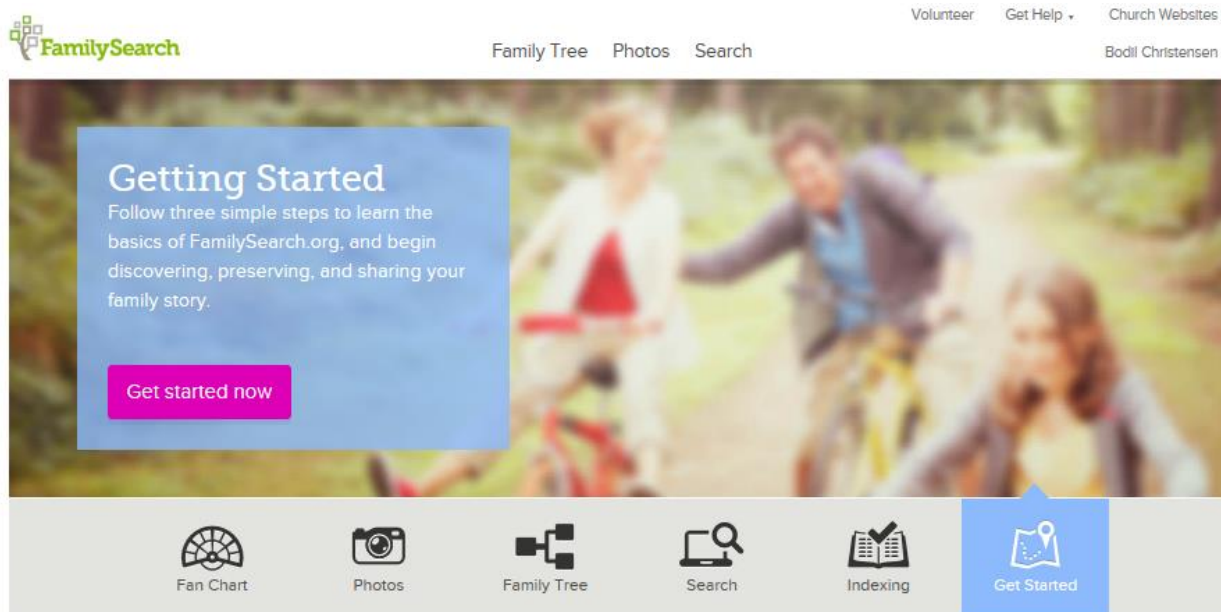 Volunteer Get Help Church Websites
FamilySearch
Family Tree Photos Search
Bodil Christensen
Getting Started
Follow three simple steps to learn the
basics of FamilySearch.org, and begin
discovering, preserving, and sharing your
family story.
Get started now
Fan Chart Photos Family Tree Search Indexing Get Started